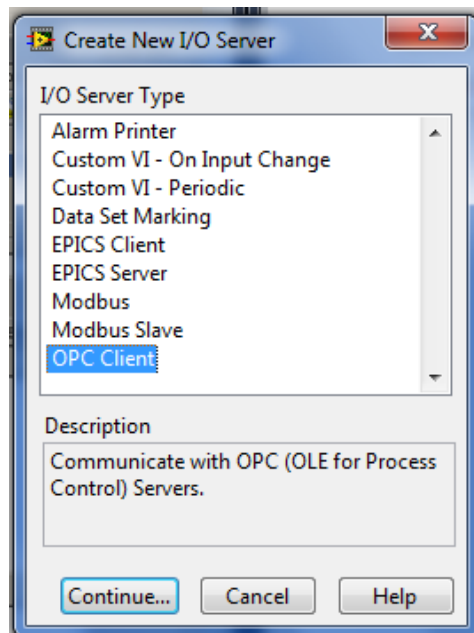 Create New I/O Server
I/O Server Type
Alarm Printer
Custom VI - On Input Change
Custom VI - Periodic
Data Set Marking
EPICS Client
EPICS Server
Modbus
Modbus Slave
OPC Client
Description
Communicate with OPC (OLE for Process
Control) Servers.
Continue... Cancel Help